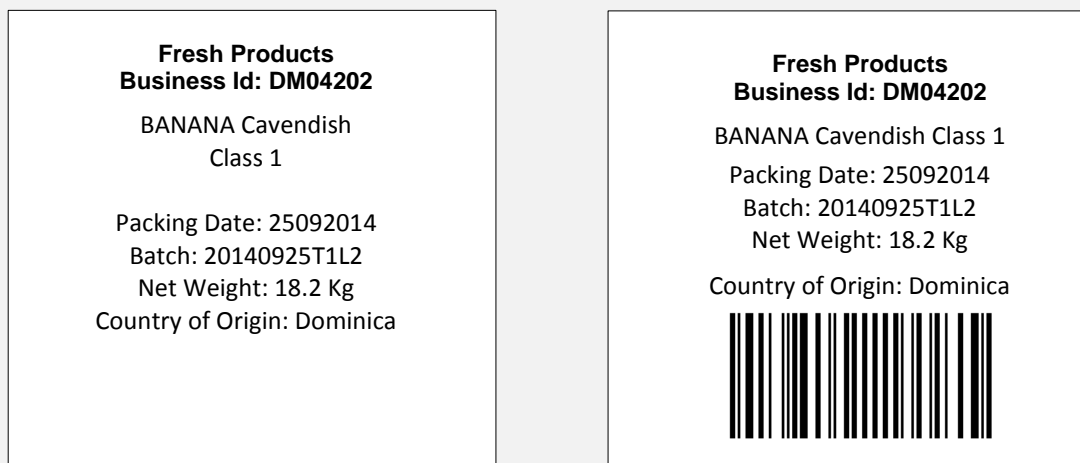 Fresh Products
Business Id: DM04202
BANANA Cavendish
Class 1
Packing Date: 25092014
Batch: 20140925T1L2
Net Weight: 18.2 Kg
Country of Origin: Dominica
Fresh Products
Business Id: DM04202
BANANA Cavendish Class 1
Packing Date: 25092014
Batch: 20140925T1L2
Net Weight: 18.2 Kg
Country of Origin: Dominica